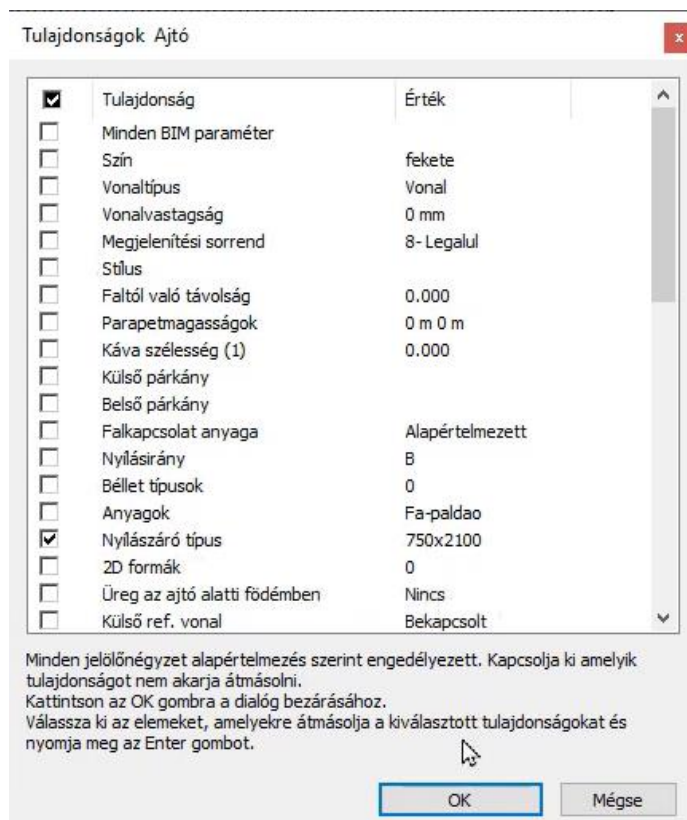 Tulajdonságok Ajtó
x
Tulajdonság Érték
Minden BIM paraméter
Szín fekete
Vonaltípus Vonal
Vonalvastagság 0 mm
Megjelenítési sorrend 8- Legalul
Stílus
Faltól való távolság 0.000
Parapetmagasságok 0 m 0 m
Káva szélesség (1) 0.000
Külső párkány
Belső párkány
Falkapcsolat anyaga Alapértelmezett
Nyílásirány B
Béllet típusok 0
Anyagok Fa-paldao
Nyílászáró típus 750x2100
2D formák 0
Üreg az ajtó alatti födémben Nincs
Külső ref. vonal Bekapcsolt
Minden jelölőnégyzet alapértelmezés szerint engedélyezett. Kapcsolja ki amelyik
tulajdonságot nem akarja átmásolni.
Kattintson az OK gombra a dialóg bezárásához.
Válassza ki az elemeket, amelyekre átmásolja a kiválasztott tulajdonságokat és
nyomja meg az Enter gombot.
OK Mégse